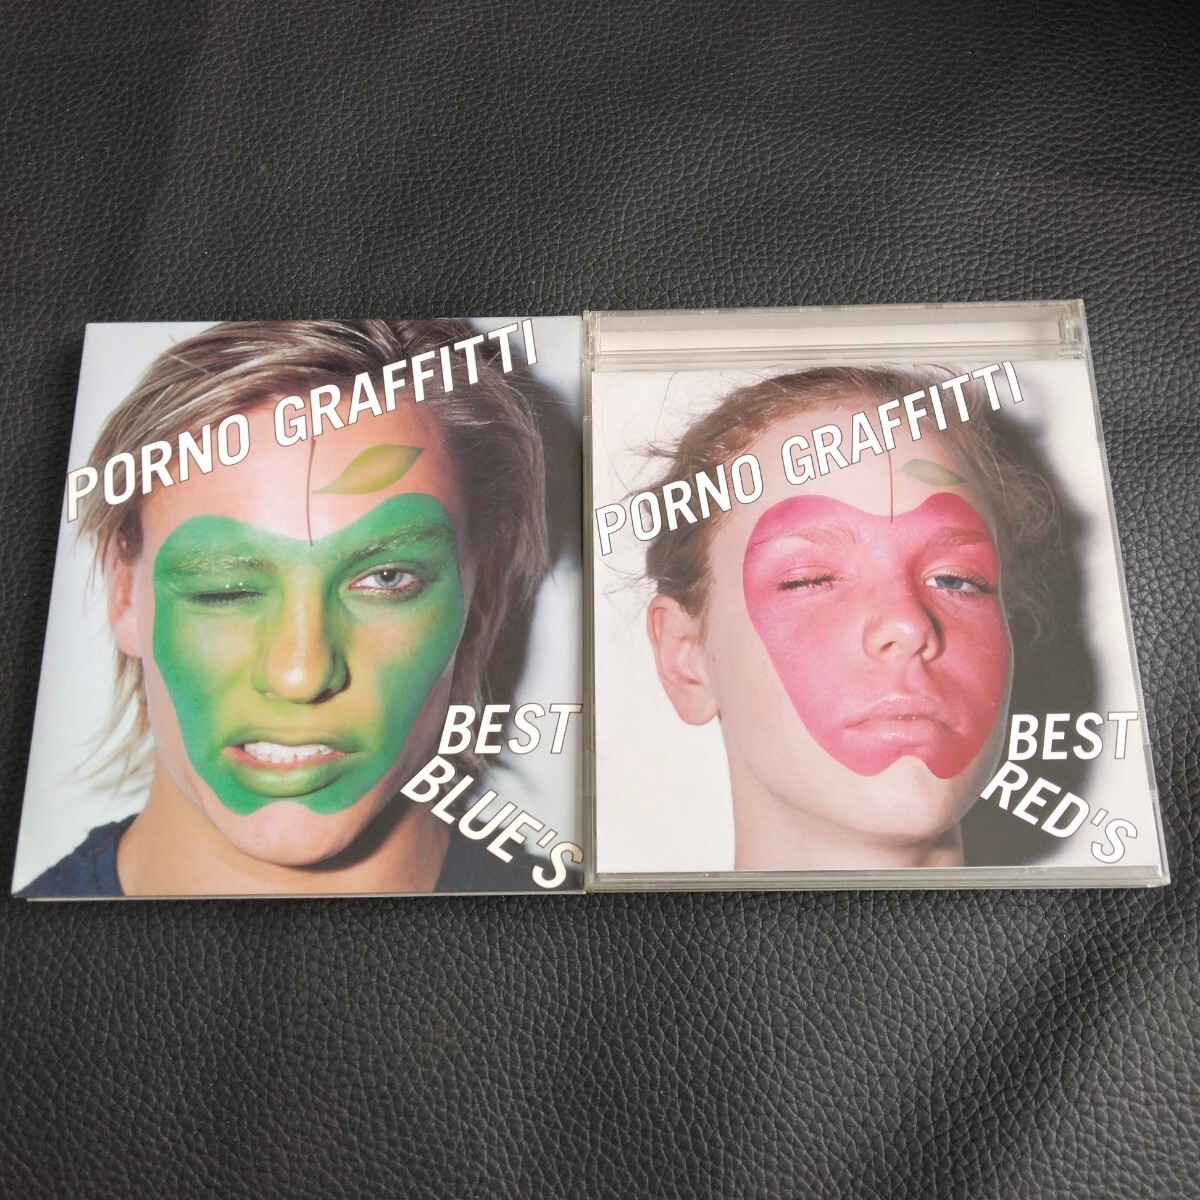 PORNO GRAFFITTI
BEST
BLUE'S
PORNO GRAFFITTI
BEST
RED'S